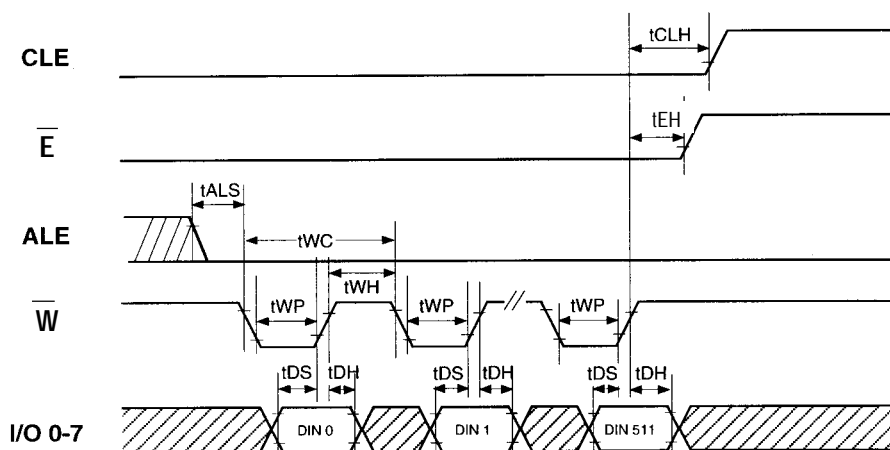 tCLH
CLE
E
tEH
tALS
ALE
tWC
tWH
tWP
tWP
tWP
W
tDS
tDH
tDS
tDH
tDS
tDH
I/O 0-7
DIN 0
DIN 1
DIN 511